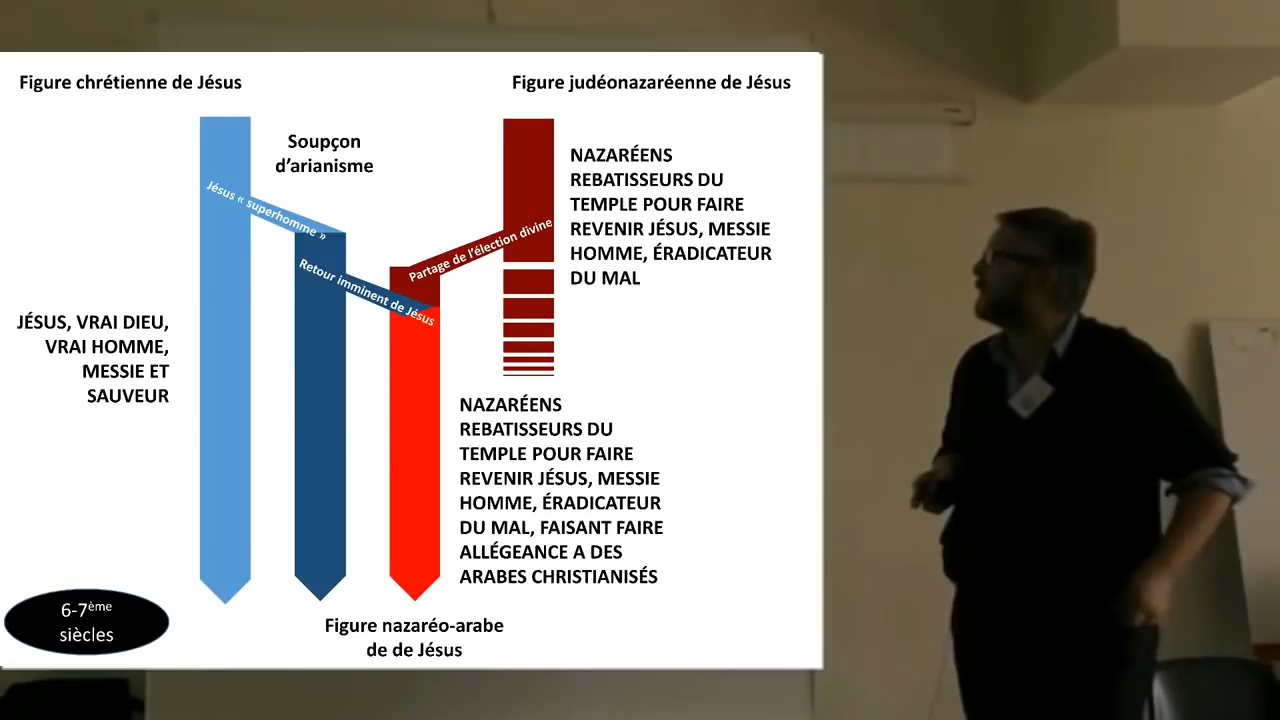 Figure chrétienne de Jésus
Figure judéonazaréenne de Jésus
Soupçon
d'arianisme
NAZARÉENS
REBATISSEURS DU
TEMPLE POUR FAIRE
REVENIR JÉSUS, MESSIE
HOMME, ÉRADICATEUR
DU MAL
Jésus « superhomme »
Partage de l'élection divine
Retour imminent de Jésus
JÉSUS, VRAI DIEU,
VRAI HOMME,
MESSIE ET
SAUVEUR
NAZARÉENS
REBATISSEURS DU
TEMPLE POUR FAIRE
REVENIR JÉSUS, MESSIE
HOMME, ÉRADICATEUR
DU MAL, FAISANT FAIRE
ALLÉGEANCE A DES
ARABES CHRISTIANISÉS
6-7ème
siècles
Figure nazaréo-arabe
de de Jésus